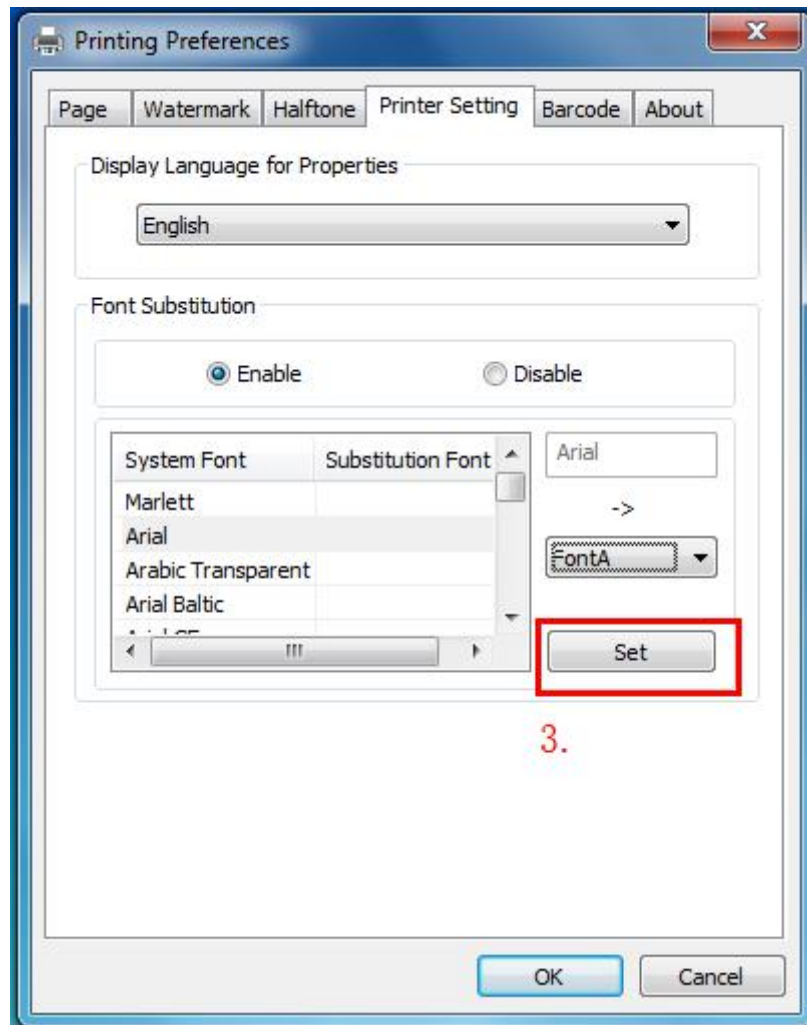 Printing Preferences
Page Watermark Halftone Printer Setting Barcode About
Display Language for Properties
English
Font Substitution
Enable Disable
System Font Substitution Font
Arial
Marlett
->
Arial
FontA
Arabic Transparent
Arial Baltic
Set
3.
OK Cancel